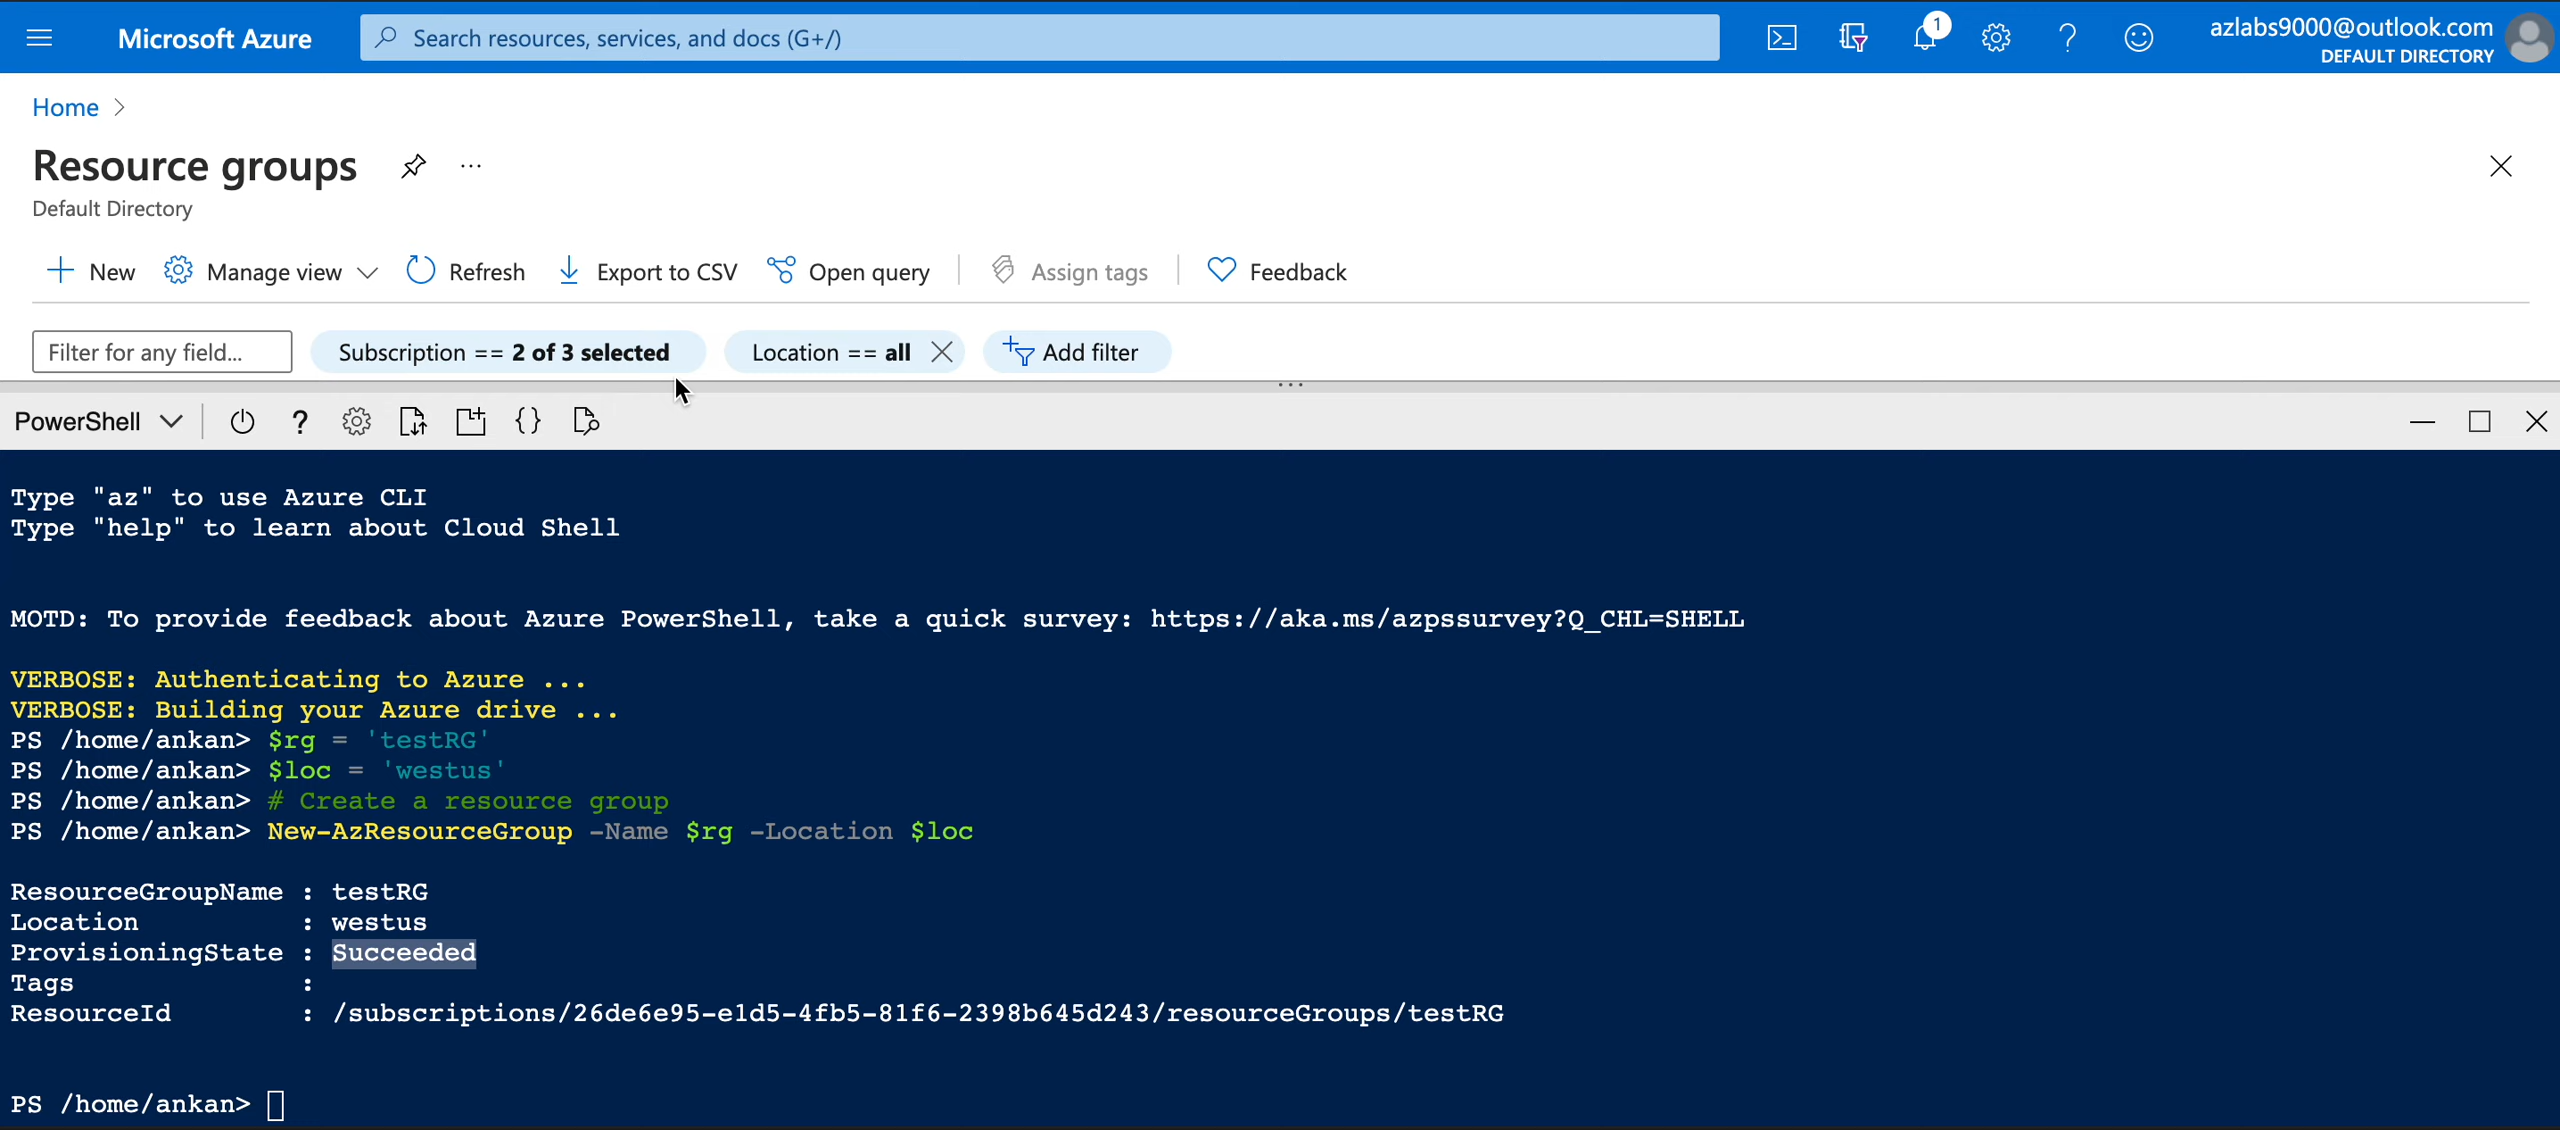 Microsoft Azure
Search resources, services, and docs (G+/)
1
azlabs9000@outlook.com
DEFAULT DIRECTORY
Home
Resource groups
Default Directory
New
Manage view
Refresh
Export to CSV
Open query
Assign tags
Feedback
Filter for any field...
Subscription == 2 of 3 selected
Location == all
Add filter
PowerShell
Type "az" to use Azure CLI
Type "help" to learn about Cloud Shell
MOTD: To provide feedback about Azure PowerShell, take a quick survey: https://aka.ms/azpssurvey?Q_CHL=SHELL
VERBOSE: Authenticating to Azure ...
VERBOSE: Building your Azure drive ...
PS /home/ankan> $rg = 'testRG'
PS /home/ankan> $loc = 'westus'
PS /home/ankan> # Create a resource group
PS /home/ankan> New-AzResourceGroup -Name $rg -Location $loc
ResourceGroupName : testRG
Location          : westus
ProvisioningState : Succeeded
Tags              :
ResourceId        : /subscriptions/26de6e95-e1d5-4fb5-81f6-2398b645d243/resourceGroups/testRG
PS /home/ankan>